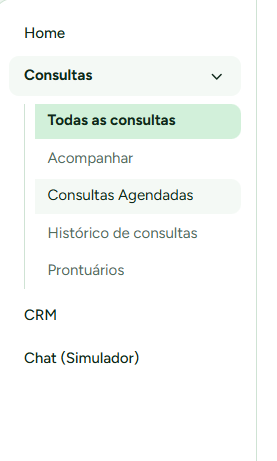 Home
Consultas
Todas as consultas
Acompanhar
Consultas Agendadas
Histórico de consultas
Prontuários
CRM
Chat (Simulador)